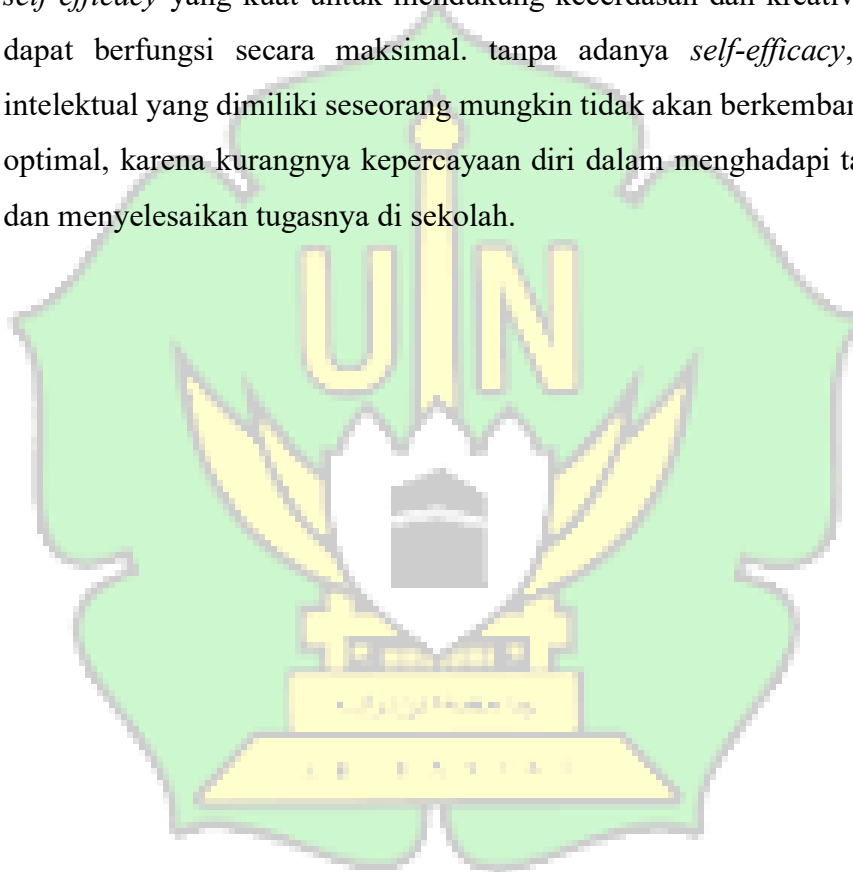 self-efficacy yang kuat untuk mendukung kecerdasan dan
dapat berfungsi secara maksimal. tanpa adanya self-efficacy,
intelektual yang dimiliki seseorang mungkin tidak akan
optimal, karena kurangnya kepercayaan diri dalam menghadapi
dan menyelesaikan tugasnya di sekolah.
UIN